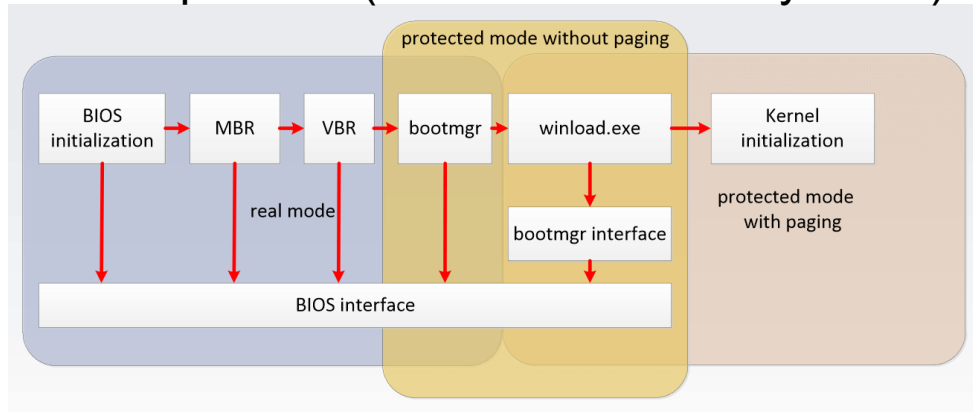 protected mode without paging
BIOS
initialization
MBR
VBR
bootmgr
winload.exe
Kernel
initialization
real mode
bootmgr interface
protected mode
with paging
BIOS interface